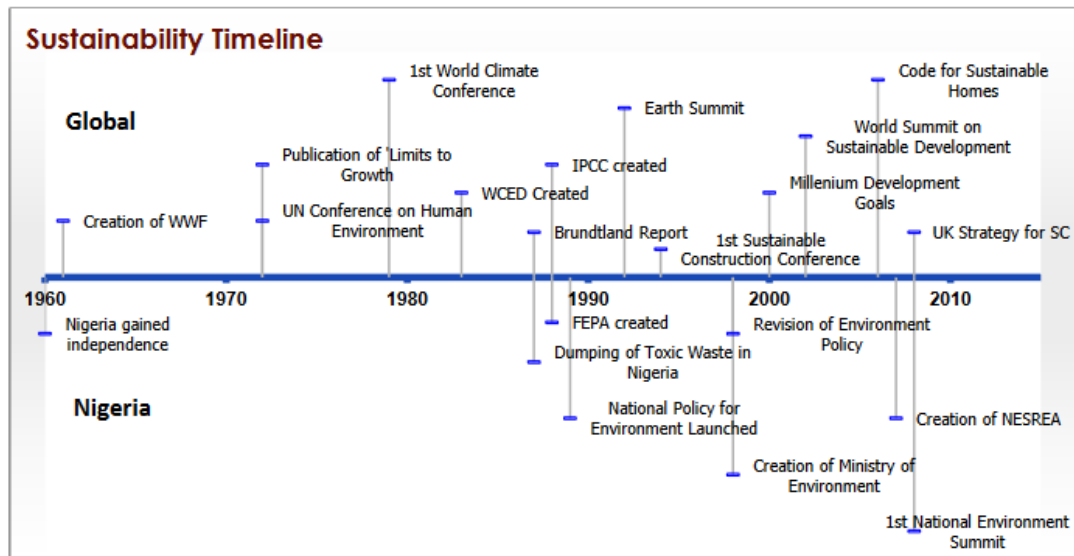 Sustainability Timeline
1st World Climate
Conference
Code for Sustainable
Homes
Global
Earth Summit
World Summit on
Sustainable Development
Publication of 'Limits to
Growth
IPCC created
WCED Created
Millenium Development
Goals
Creation of WWF
UN Conference on Human
Environment
Brundtland Report
1st Sustainable
Construction Conference
UK Strategy for SC
1960
1970
1980
1990
2000
2010
Nigeria gained
independence
FEPA created
Revision of Environment
Policy
Dumping of Toxic Waste in
Nigeria
Nigeria
National Policy for
Environment Launched
Creation of NESREA
Creation of Ministry of
Environment
1st National Environment
Summit